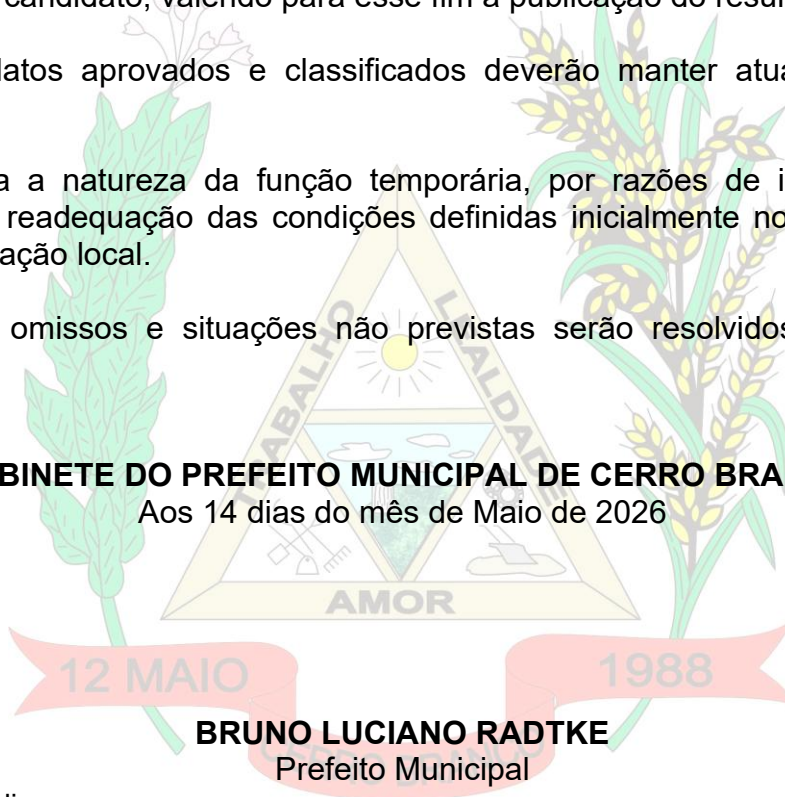 candidato, valendo para esse fim a publicação do resul
datos aprovados e classificados deverão manter atua
a a natureza da função temporária, por razões de i
readequação das condições definidas inicialmente no
ação local.
omissos e situações não previstas serão resolvidos
TRABALHO
LEALDADE
BINETE DO PREFEITO MUNICIPAL DE CERRO BRA
Aos 14 dias do mês de Maio de 2026
AMOR
12 MAIO
1988
BRUNO LUCIANO RADTKE
CERRO BRANCO
Prefeito Municipal